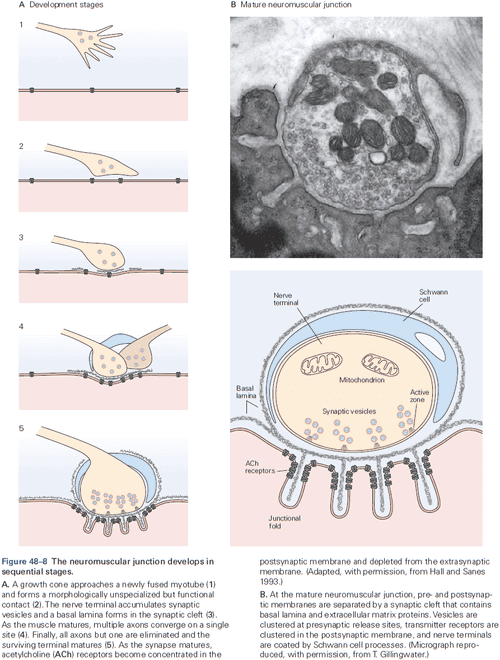 A Development stages
B Mature neuromuscular junction
1
2
3
4
5
Nerve
terminal
Schwann
cell
Mitochondrion
Basal
lamina
Active
zone
Synaptic vesicles
ACh
receptors
Junctional
fold
Figure 48–8 The neuromuscular junction develops in
sequential stages.
A. A growth cone approaches a newly fused myotube (1)
and forms a morphologically unspecialized but functional
contact (2). The nerve terminal accumulates synaptic
vesicles and a basal lamina forms in the synaptic cleft (3).
As the muscle matures, multiple axons converge on a single
site (4). Finally, all axons but one are eliminated and the
surviving terminal matures (5). As the synapse matures,
acetylcholine (ACh) receptors become concentrated in the
postsynaptic membrane and depleted from the extrasynaptic
membrane. (Adapted, with permission, from Hall and Sanes
1993.)
B. At the mature neuromuscular junction, pre- and postsynap-
tic membranes are separated by a synaptic cleft that contains
basal lamina and extracellular matrix proteins. Vesicles are
clustered at presynaptic release sites, transmitter receptors are
clustered in the postsynaptic membrane, and nerve terminals
are coated by Schwann cell processes. (Micrograph repro-
duced, with permission, from T. Gillingwater.)